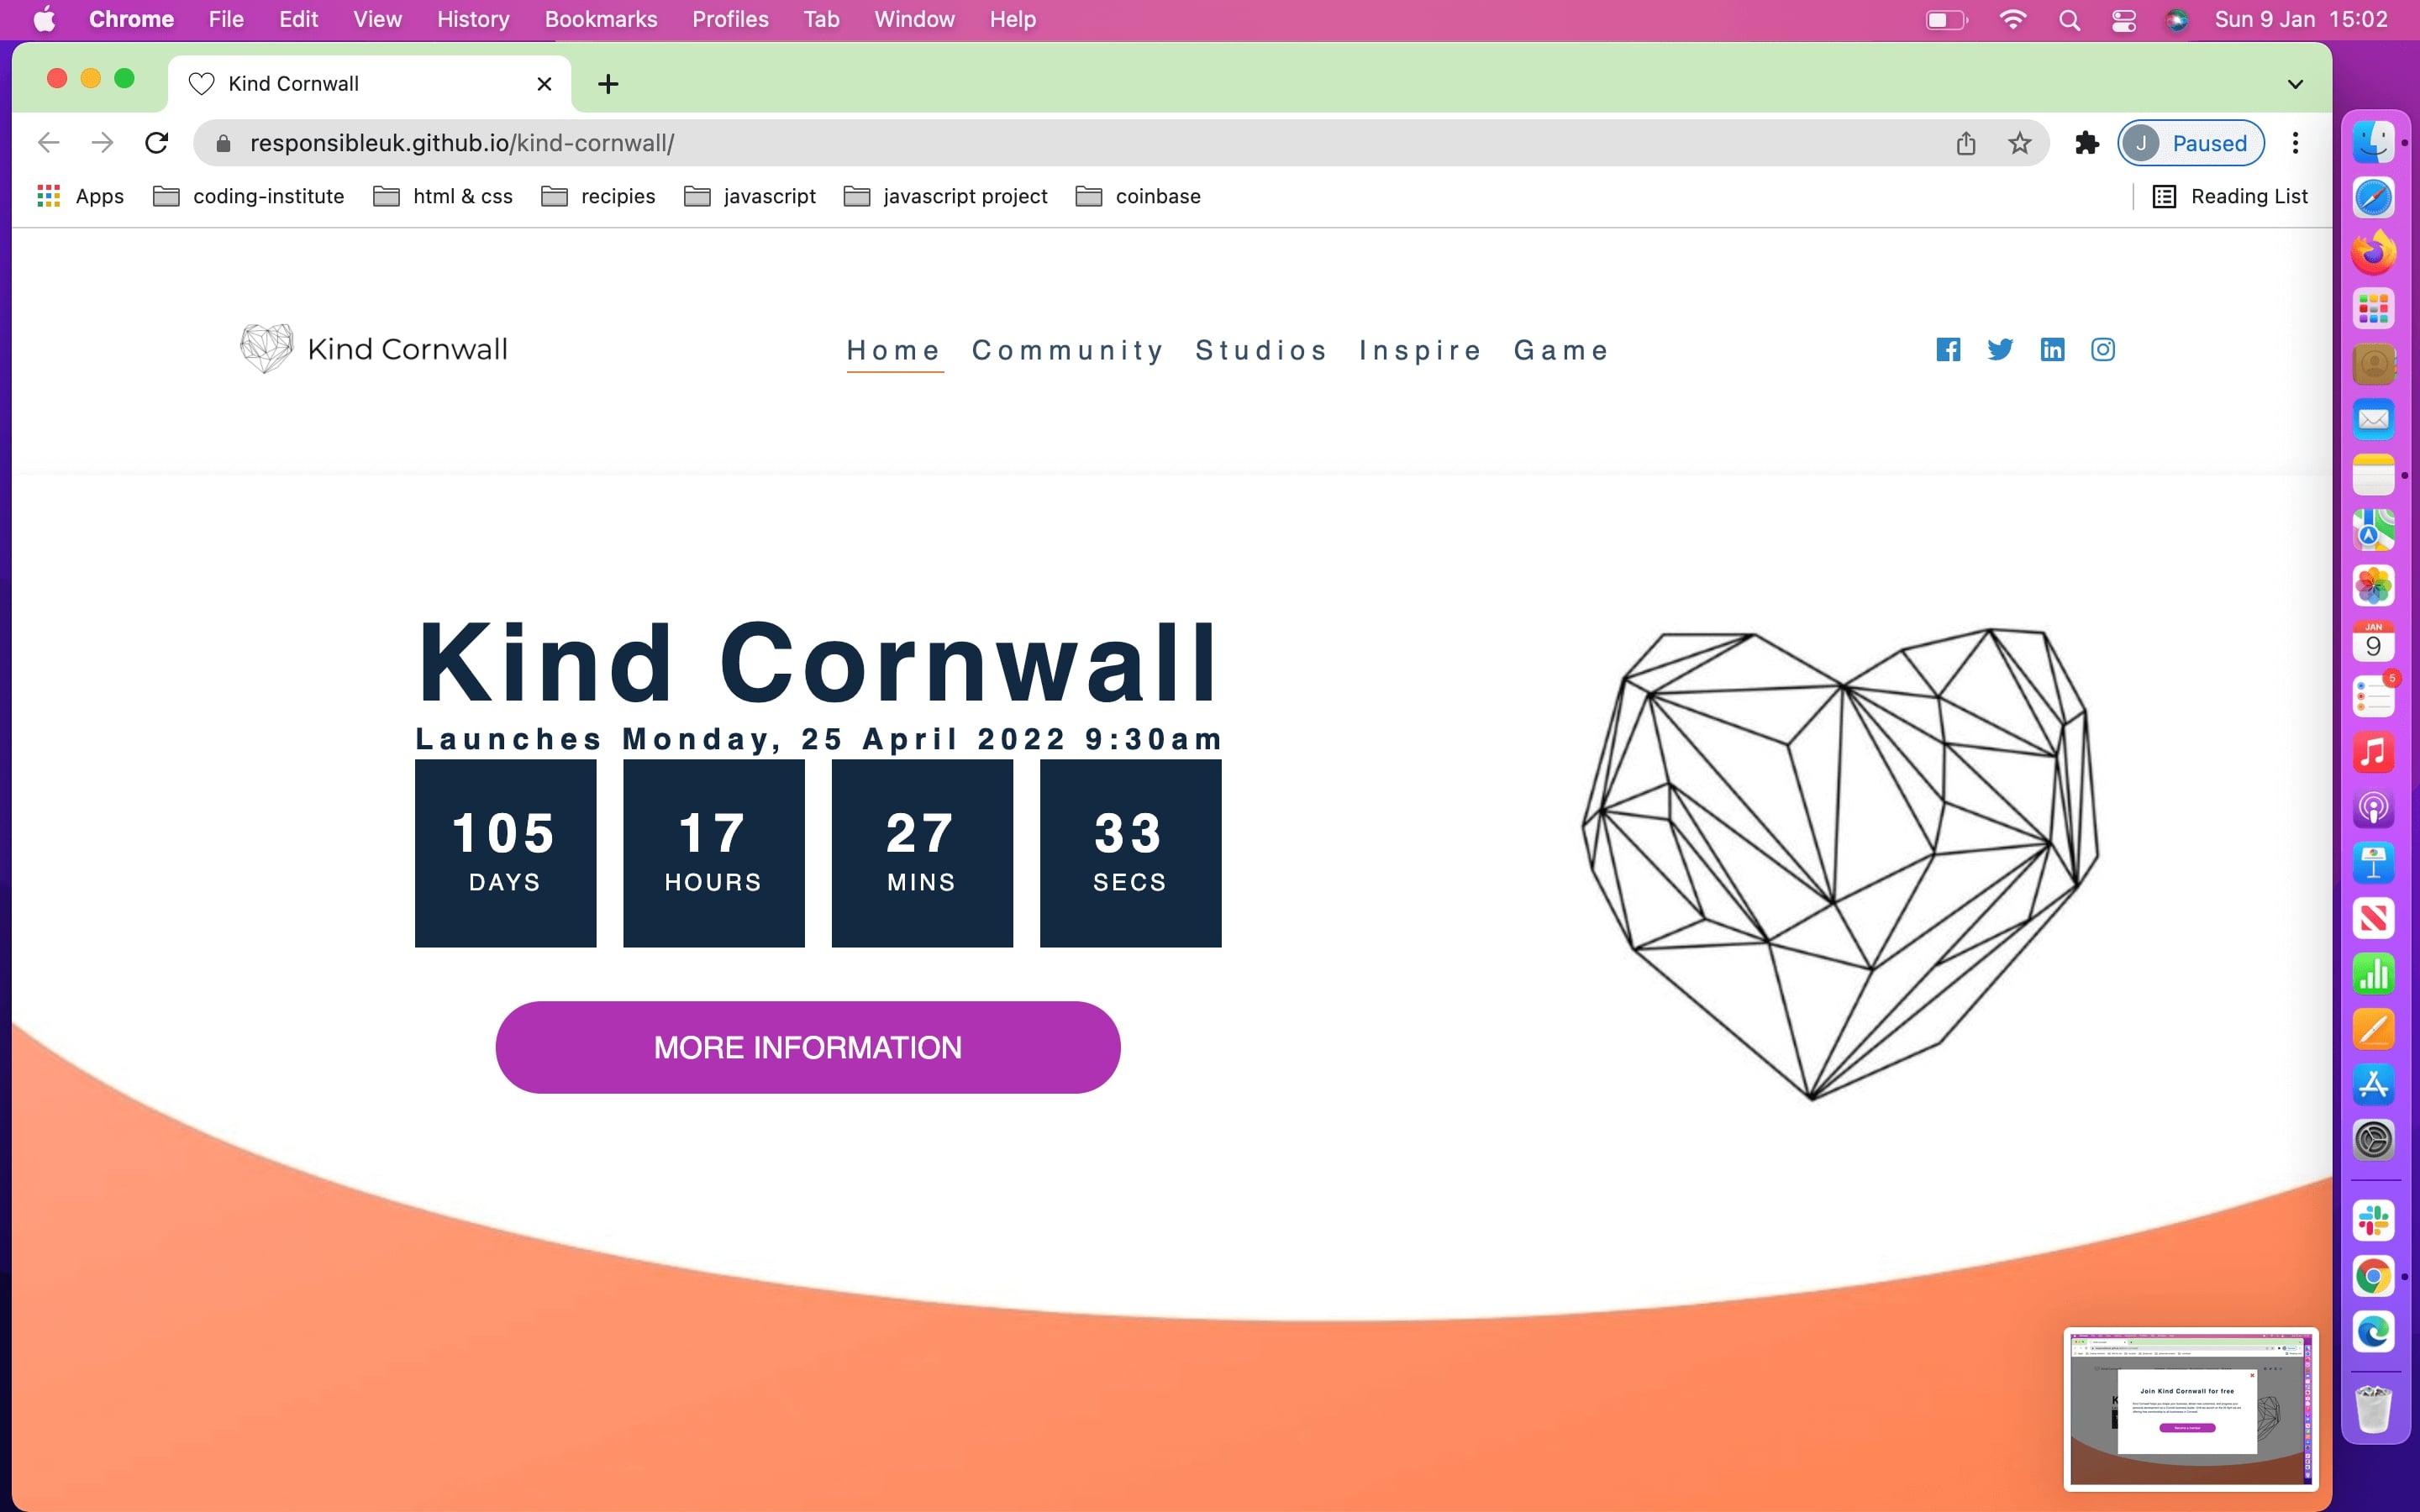 Chrome File Edit View History Bookmarks Profiles Tab Window Help Sun 9 Jan 15:02
Kind Cornwall
responsibleuk.github.io/kind-cornwall/ J Paused
Apps coding-institute html & css recipies javascript javascript project coinbase Reading List
Kind Cornwall Home Community Studios Inspire Game
JAN
9
5
Kind Cornwall
Launches Monday, 25 April 2022 9:30am
105 17 27 33
DAYS HOURS MINS SECS
MORE INFORMATION
Join Kind Cornwall for free